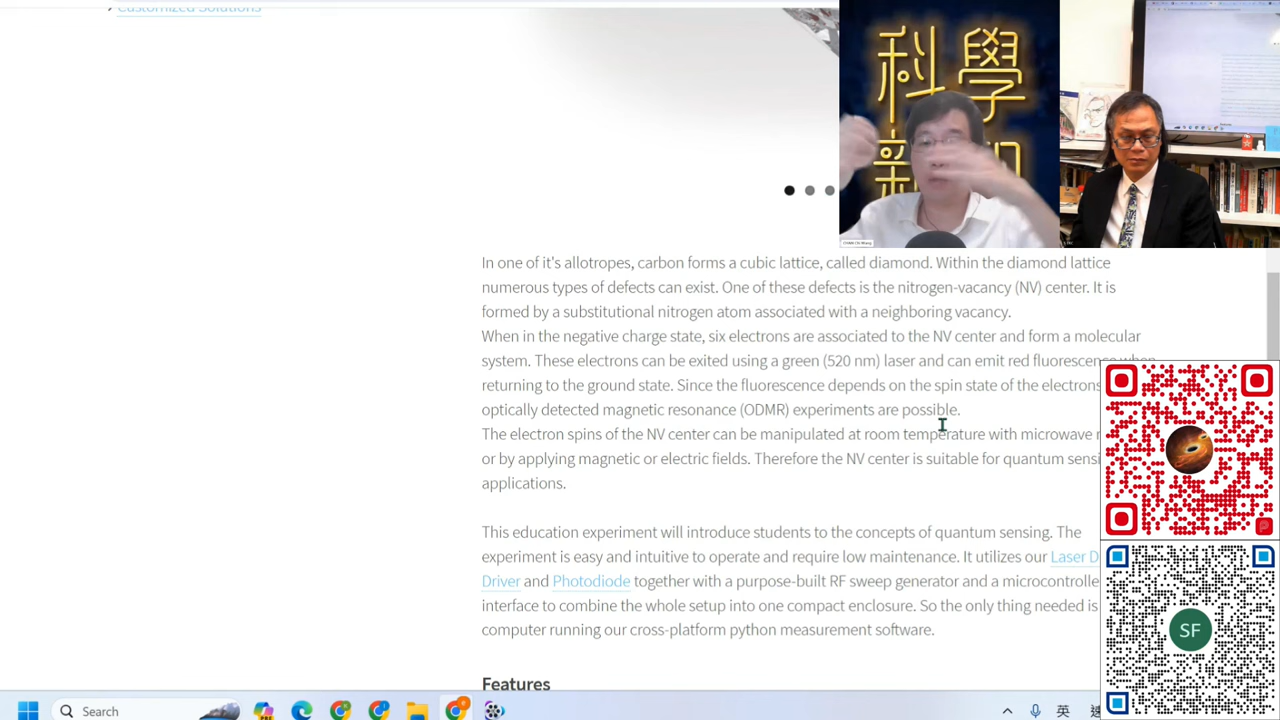 Customized Solutions
科學
新知
In one of it's allotropes, carbon forms a cubic lattice, called diamond. Within the diamond lattice
numerous types of defects can exist. One of these defects is the nitrogen-vacancy (NV) center. It is
formed by a substitutional nitrogen atom associated with a neighboring vacancy.
When in the negative charge state, six electrons are associated to the NV center and form a molecular
system. These electrons can be exited using a green (520 nm) laser and can emit red fluorescence when
returning to the ground state. Since the fluorescence depends on the spin state of the electrons
optically detected magnetic resonance (ODMR) experiments are possible.
The electron spins of the NV center can be manipulated at room temperature with microwave
or by applying magnetic or electric fields. Therefore the NV center is suitable for quantum sensi
applications.
This education experiment will introduce students to the concepts of quantum sensing. The
experiment is easy and intuitive to operate and requires no maintenance. It utilizes our Laser D
Driver and Photodiode together with a purpose-built RF sweep generator and a microcontrolle
interface to combine the whole setup into one compact enclosure. So the only thing needed is
computer running our cross-platform python measurement software.
Features
SF
Search
英